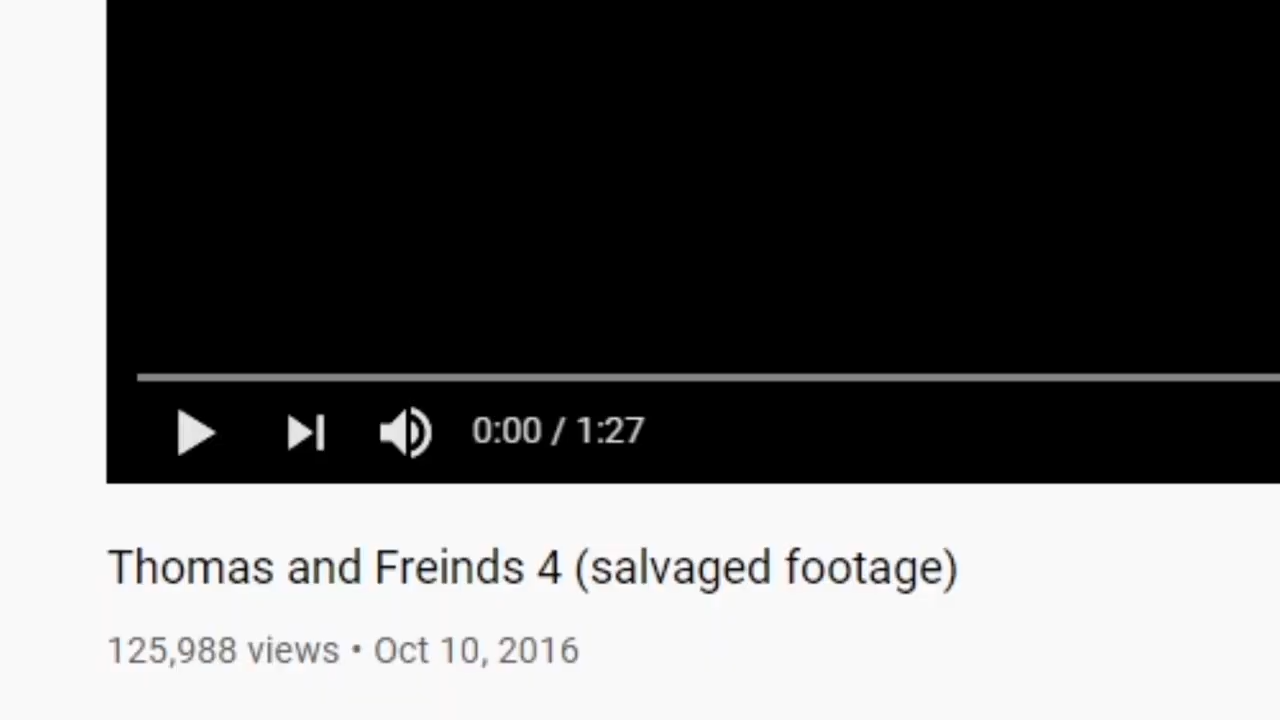 0:00 / 1:27
Thomas and Freinds 4 (salvaged footage)
125,988 views • Oct 10, 2016